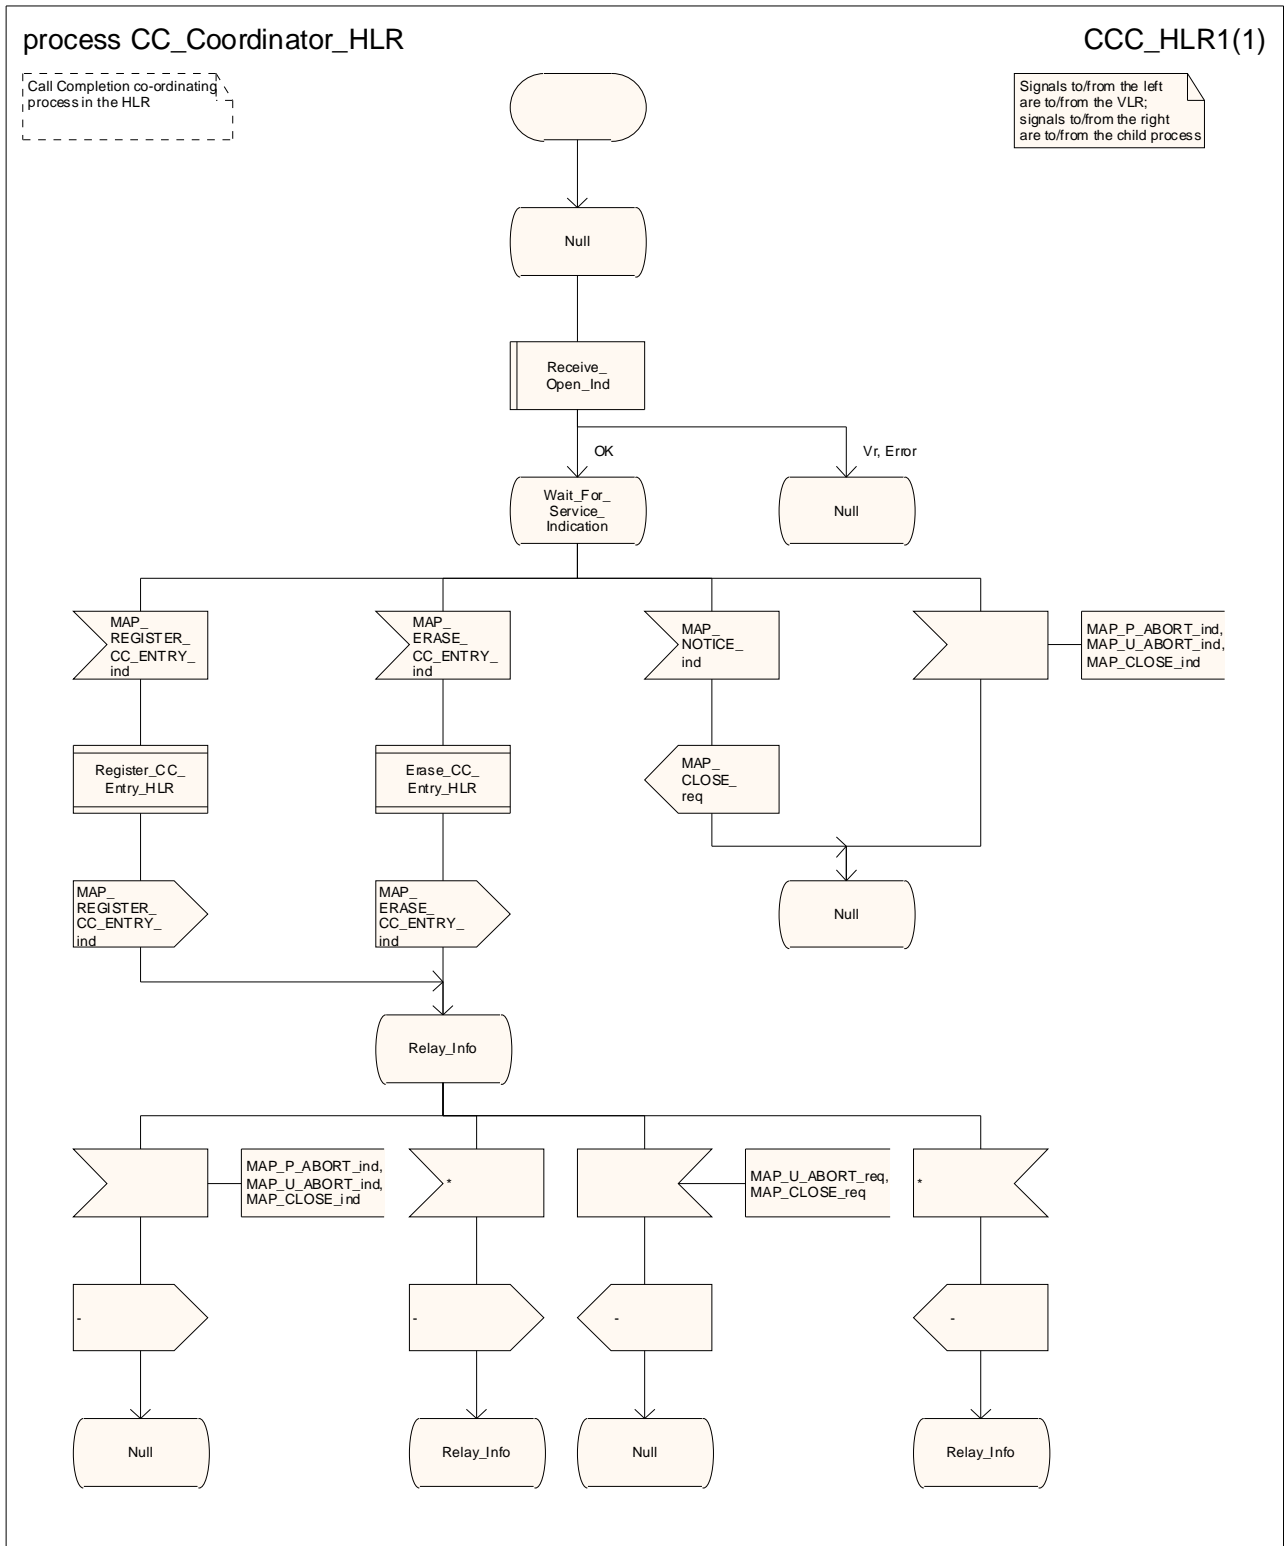 process CC_Coordinator_HLR
CCC_HLR1(1)
Call Completion co-ordinating
process in the HLR
Signals to/from the left
are to/from the VLR;
signals to/from the right
are to/from the child process
Null
Receive_
Open_Ind
OK
Vr, Error
Wait_For_
Service_
Indication
Null
MAP_
REGISTER_
CC_ENTRY_
ind
MAP_
ERASE_
CC_ENTRY_
ind
MAP_
NOTICE_
ind
MAP_P_ABORT_ind,
MAP_U_ABORT_ind,
MAP_CLOSE_ind
Register_CC_
Entry_HLR
Erase_CC_
Entry_HLR
MAP_
CLOSE_
req
MAP_
REGISTER_
CC_ENTRY_
ind
MAP_
ERASE_
CC_ENTRY_
ind
Null
Relay_Info
MAP_P_ABORT_ind,
MAP_U_ABORT_ind,
MAP_CLOSE_ind
*
MAP_U_ABORT_req,
MAP_CLOSE_req
*
-
-
-
-
Null
Relay_Info
Null
Relay_Info